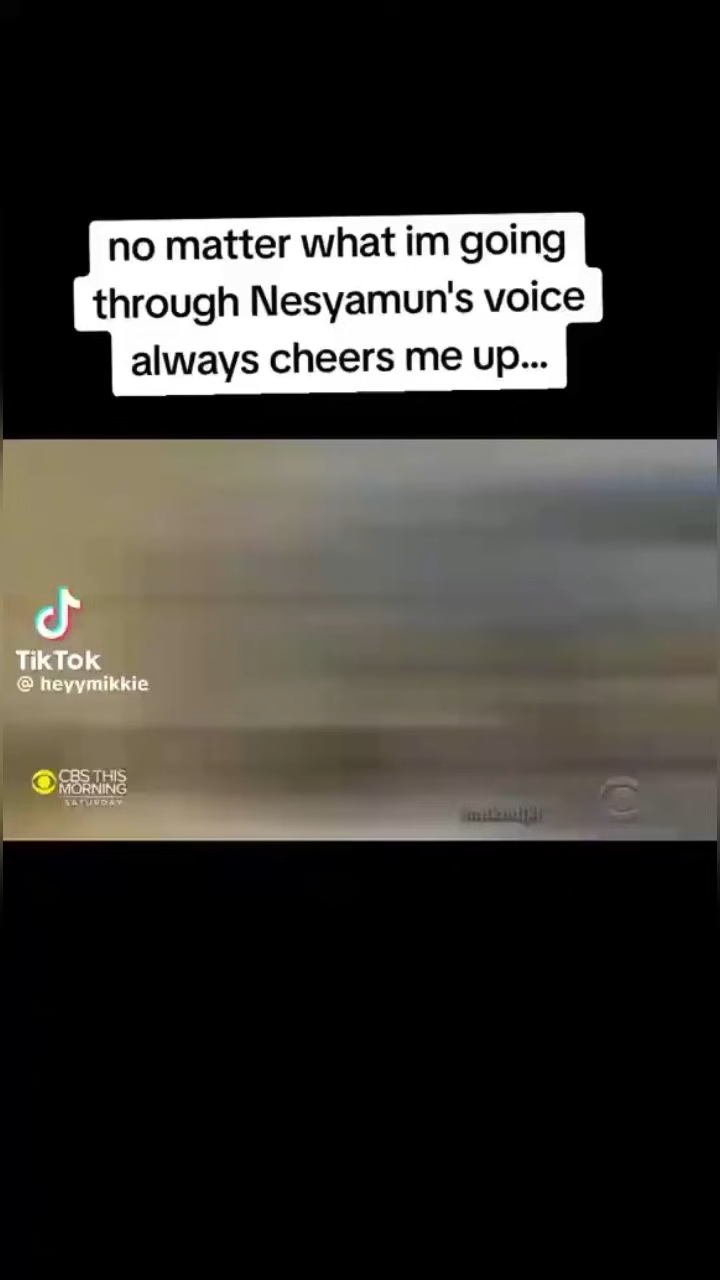 no matter what im going
through Nesyamun's voice
always cheers me up...
TikTok
@ heyymikkie
CBS THIS
MORNING
SATURDAY